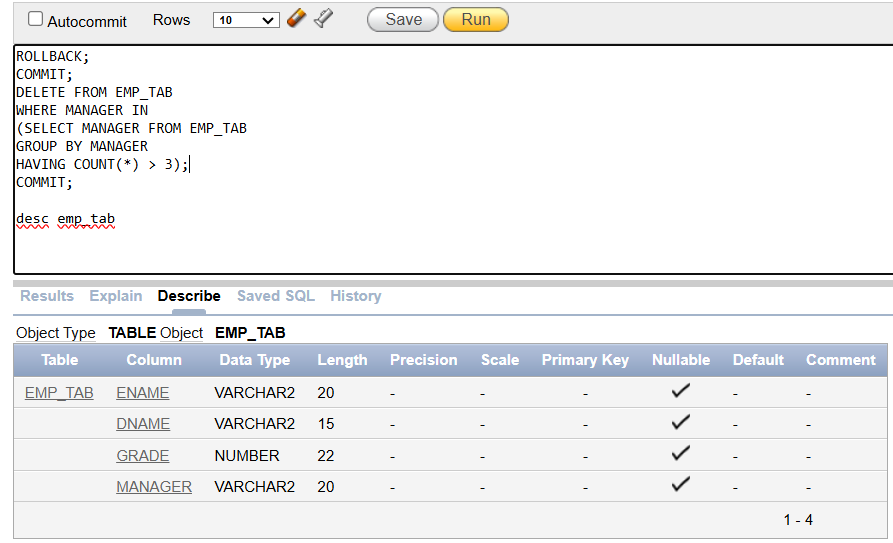 Autocommit Rows 10 Save Run
ROLLBACK;
COMMIT;
DELETE FROM EMP_TAB
WHERE MANAGER IN
(SELECT MANAGER FROM EMP_TAB
GROUP BY MANAGER
HAVING COUNT(*) > 3);
COMMIT;
desc emp_tab
Results Explain Describe Saved SQL History
Object Type TABLE Object EMP_TAB
Table Column Data Type Length Precision Scale Primary Key Nullable Default Comment
EMP_TAB ENAME VARCHAR2 20 - - - ✓ - -
DNAME VARCHAR2 15 - - - ✓ - -
GRADE NUMBER 22 - - - ✓ - -
MANAGER VARCHAR2 20 - - - ✓ - -
1 - 4